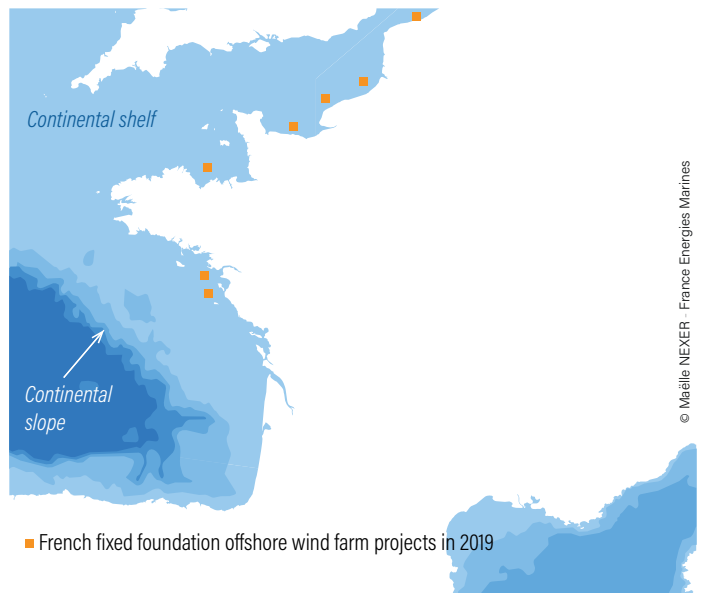 Continental shelf
Continental
slope
French fixed foundation offshore wind farm projects in 2019
© Maëlle NEXER - France Energies Marines